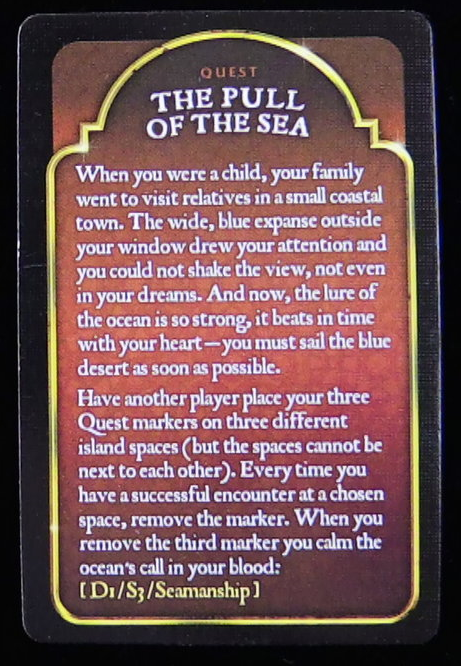 QUEST
THE PULL
OF THE SEA
When you were a child, your family
went to visit relatives in a small coastal
town. The wide, blue expanse outside
your window drew your attention and
you could not shake the view, not even
in your dreams. And now, the lure of
the ocean is so strong, it beats in time
with your heart—you must sail the blue
desert as soon as possible.
Have another player place your three
Quest markers on three different
island spaces (but the spaces cannot be
next to each other). Every time you
have a successful encounter at a chosen
space, remove the marker. When you
remove the third marker you calm the
ocean's call in your blood:
[D1/S3/Seamanship]